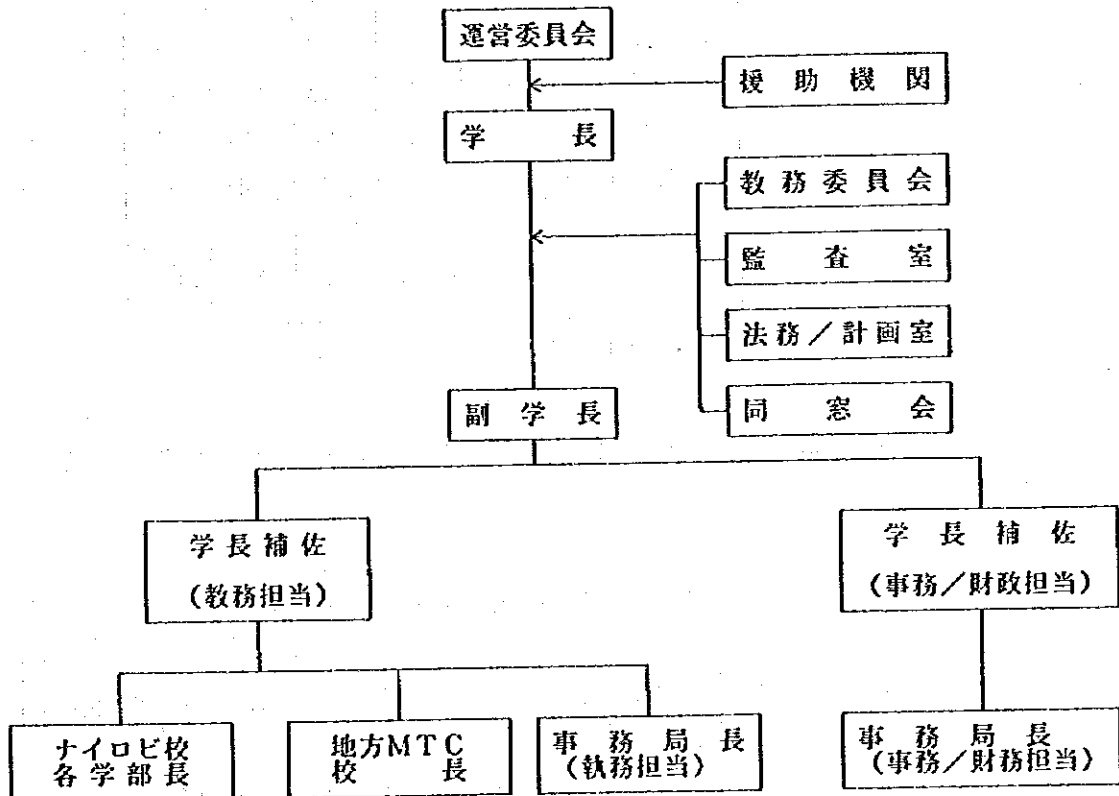 運営委員会
援助機関
学長
教務委員会
監査室
法務／計画室
同窓会
副学長
学長補佐
(教務担当)
学長補佐
(事務／財政担当)
ナイロビ校
各学部長
地方MTC
校長
事務局長
(執務担当)
事務局長
(事務／財務担当)